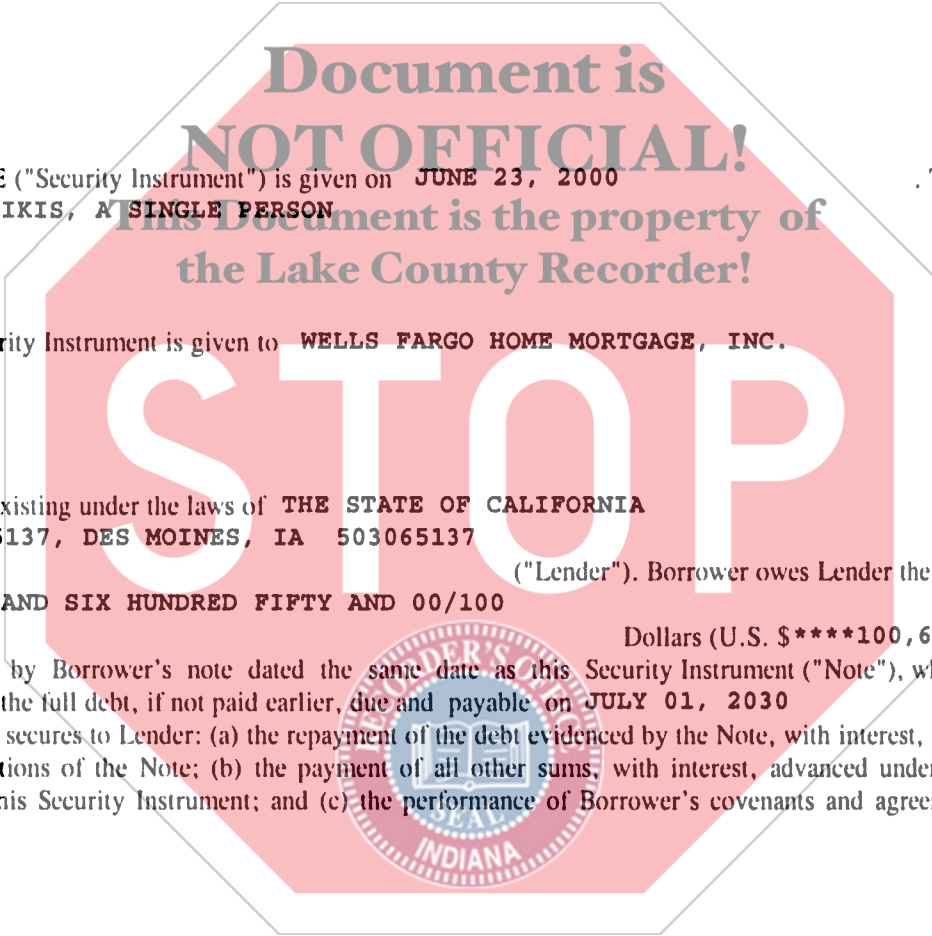 Document is
NOT OFFICIAL!
E ("Security Instrument") is given on JUNE 23, 2000 .
IKIS, A SINGLE PERSON
This Document is the property of
the Lake County Recorder!
rity Instrument is given to WELLS FARGO HOME MORTGAGE, INC.
STOP
xisting under the laws of THE STATE OF CALIFORNIA
5137, DES MOINES, IA 503065137
("Lender"). Borrower owes Lender the
AND SIX HUNDRED FIFTY AND 00/100
Dollars (U.S. $****100,6
by Borrower's note dated the same date as this Security Instrument ("Note"), wh
the full debt, if not paid earlier, due and payable on JULY 01, 2030
secures to Lender: (a) the repayment of the debt evidenced by the Note, with interest,
tions of the Note; (b) the payment of all other sums, with interest, advanced under
his Security Instrument; and (c) the performance of Borrower's covenants and agree
RECORDER'S OFFICE
SEAL
INDIANA